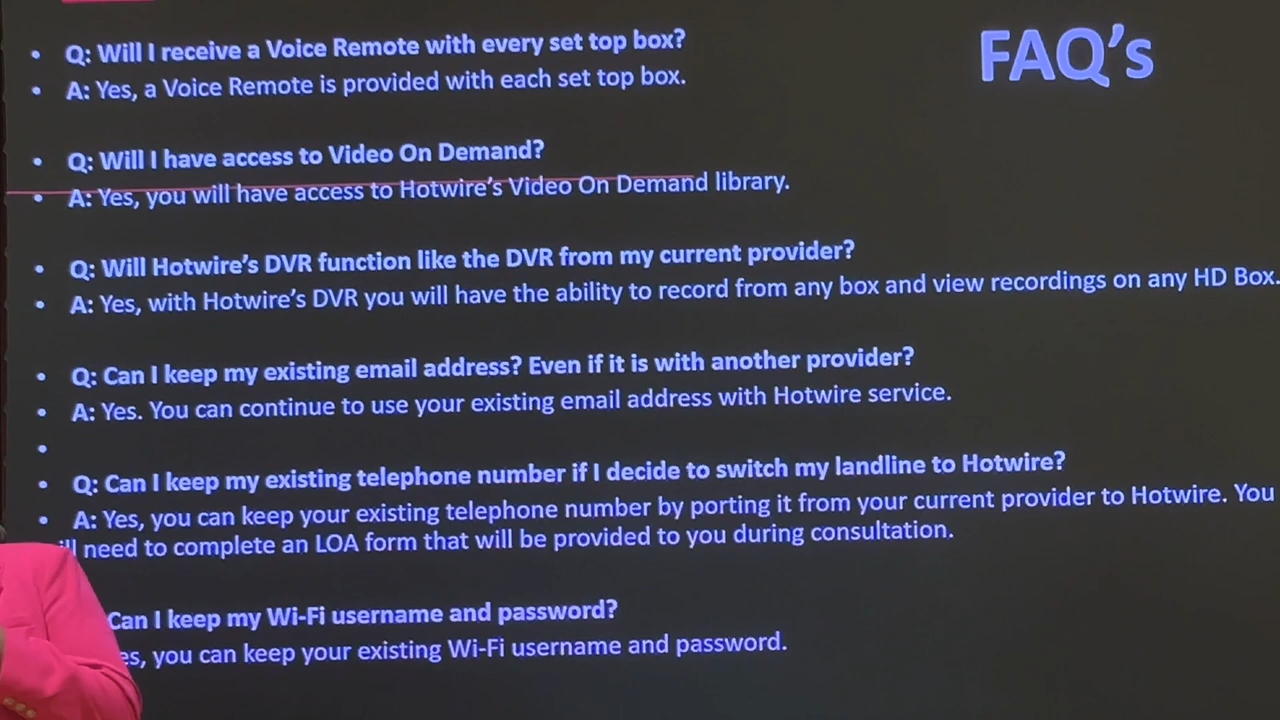 FAQ's
• Q: Will I receive a Voice Remote with every set top box?
• A: Yes, a Voice Remote is provided with each set top box.
• Q: Will I have access to Video On Demand?
• A: Yes, you will have access to Hotwire's Video On Demand library.
• Q: Will Hotwire's DVR function like the DVR from my current provider?
• A: Yes, with Hotwire's DVR you will have the ability to record from any box and view recordings on any HD Box.
• Q: Can I keep my existing email address? Even if it is with another provider?
• A: Yes. You can continue to use your existing email address with Hotwire service.
•
• Q: Can I keep my existing telephone number if I decide to switch my landline to Hotwire?
• A: Yes, you can keep your existing telephone number by porting it from your current provider to Hotwire. You
ill need to complete an LOA form that will be provided to you during consultation.
Can I keep my Wi-Fi username and password?
es, you can keep your existing Wi-Fi username and password.